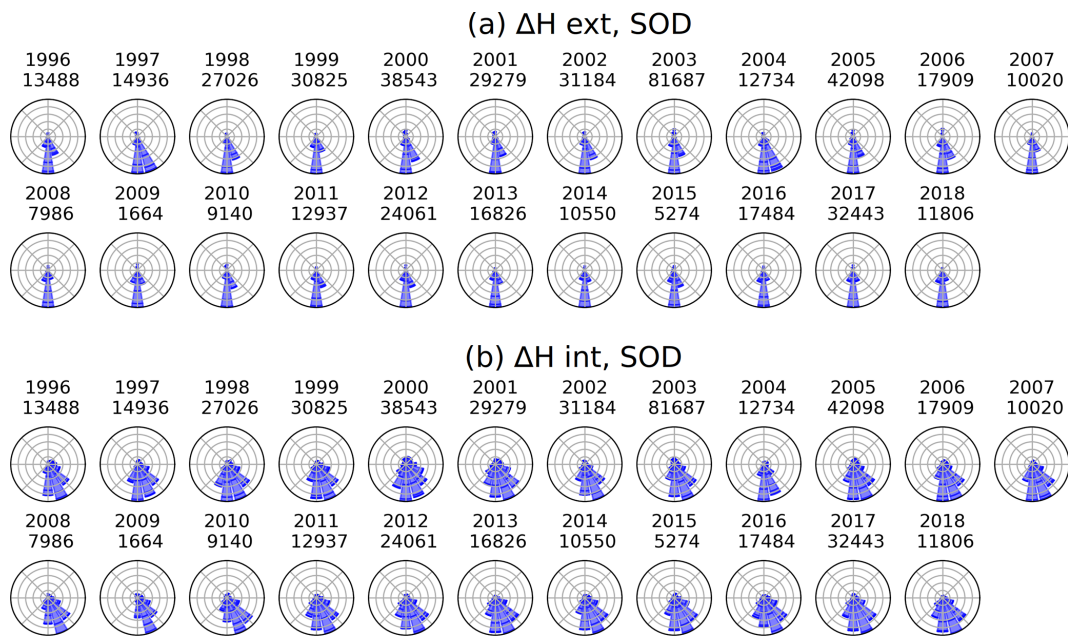 (a) ΔH ext, SOD
1996 1997 1998 1999 2000 2001 2002 2003 2004 2005 2006 2007
13488 14936 27026 30825 38543 29279 31184 81687 12734 42098 17909 10020
2008 2009 2010 2011 2012 2013 2014 2015 2016 2017 2018
7986 1664 9140 12937 24061 16826 10550 5274 17484 32443 11806
(b) ΔH int, SOD
1996 1997 1998 1999 2000 2001 2002 2003 2004 2005 2006 2007
13488 14936 27026 30825 38543 29279 31184 81687 12734 42098 17909 10020
2008 2009 2010 2011 2012 2013 2014 2015 2016 2017 2018
7986 1664 9140 12937 24061 16826 10550 5274 17484 32443 11806